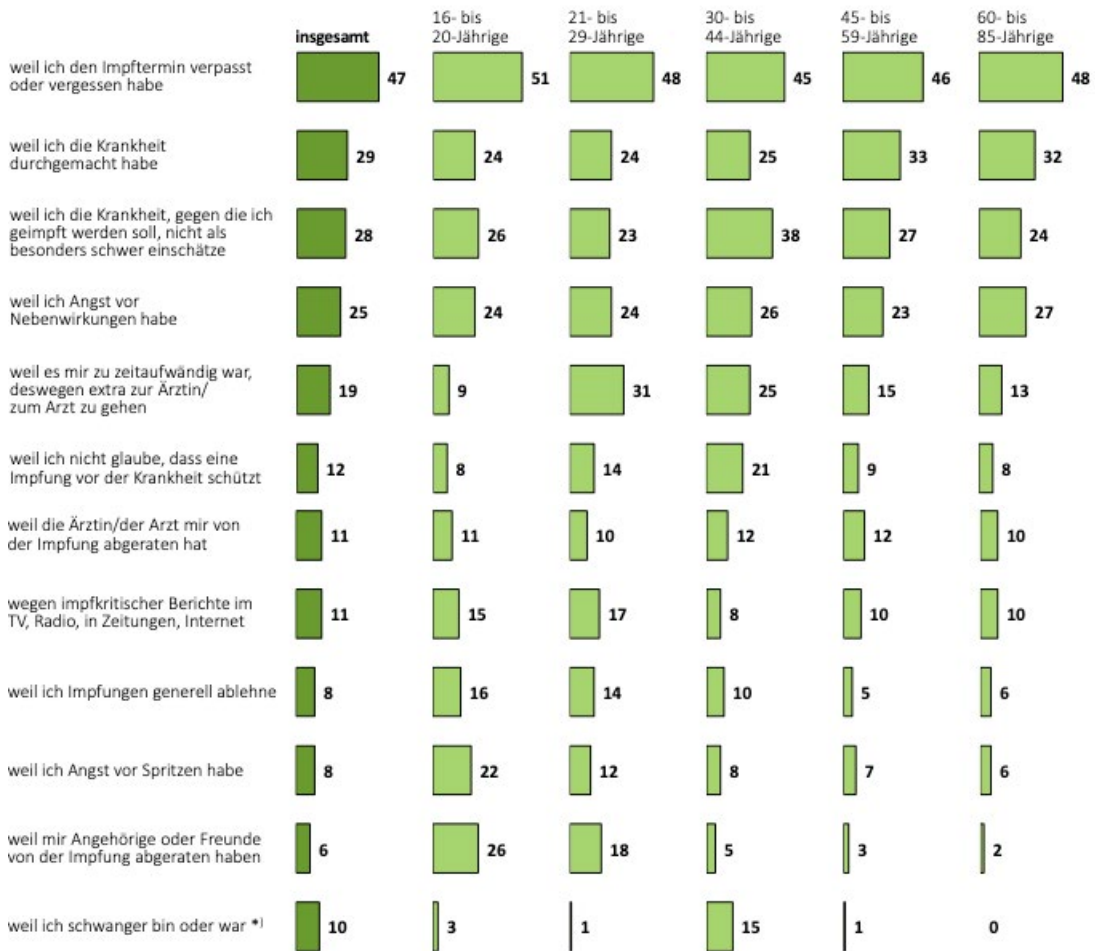 insgesamt
16- bis
20-Jährige
21- bis
29-Jährige
30- bis
44-Jährige
45- bis
59-Jährige
60- bis
85-Jährige
weil ich den Impftermin verpasst
oder vergessen habe
47 51 48 45 46 48
weil ich die Krankheit
durchgemacht habe
29 24 24 25 33 32
weil ich die Krankheit, gegen die ich
geimpft werden soll, nicht als
besonders schwer einschätze
28 26 23 38 27 24
weil ich Angst vor
Nebenwirkungen habe
25 24 24 26 23 27
weil es mir zu zeitaufwändig war,
deswegen extra zur Ärztin/
zum Arzt zu gehen
19 9 31 25 15 13
weil ich nicht glaube, dass eine
Impfung vor der Krankheit schützt
12 8 14 21 9 8
weil die Ärztin/der Arzt mir von
der Impfung abgeraten hat
11 11 10 12 12 10
wegen impfkritischer Berichte im
TV, Radio, in Zeitungen, Internet
11 15 17 8 10 10
weil ich Impfungen generell ablehne
8 16 14 10 5 6
weil ich Angst vor Spritzen habe
8 22 12 8 7 6
weil mir Angehörige oder Freunde
von der Impfung abgeraten haben
6 26 18 5 3 2
weil ich schwanger bin oder war *)
10 3 1 15 1 0